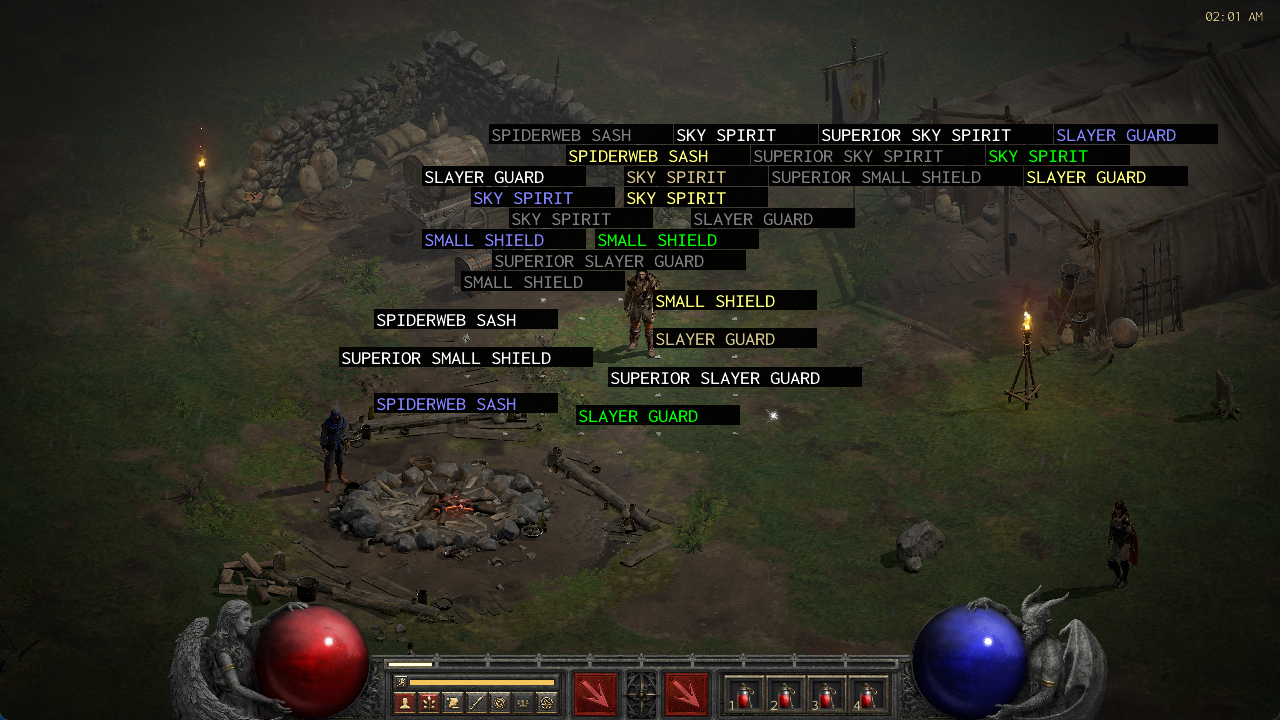 02:01 AM
SPIDERWEB SASH SKY SPIRIT SUPERIOR SKY SPIRIT SLAYER GUARD
SPIDERWEB SASH SUPERIOR SKY SPIRIT SKY SPIRIT
SLAYER GUARD SKY SPIRIT SUPERIOR SMALL SHIELD SLAYER GUARD
SKY SPIRIT SKY SPIRIT
SKY SPIRIT SLAYER GUARD
SMALL SHIELD SMALL SHIELD
SUPERIOR SLAYER GUARD
SMALL SHIELD
SMALL SHIELD
SPIDERWEB SASH
SLAYER GUARD
SUPERIOR SMALL SHIELD
SUPERIOR SLAYER GUARD
SPIDERWEB SASH
SLAYER GUARD
1 2 3 4